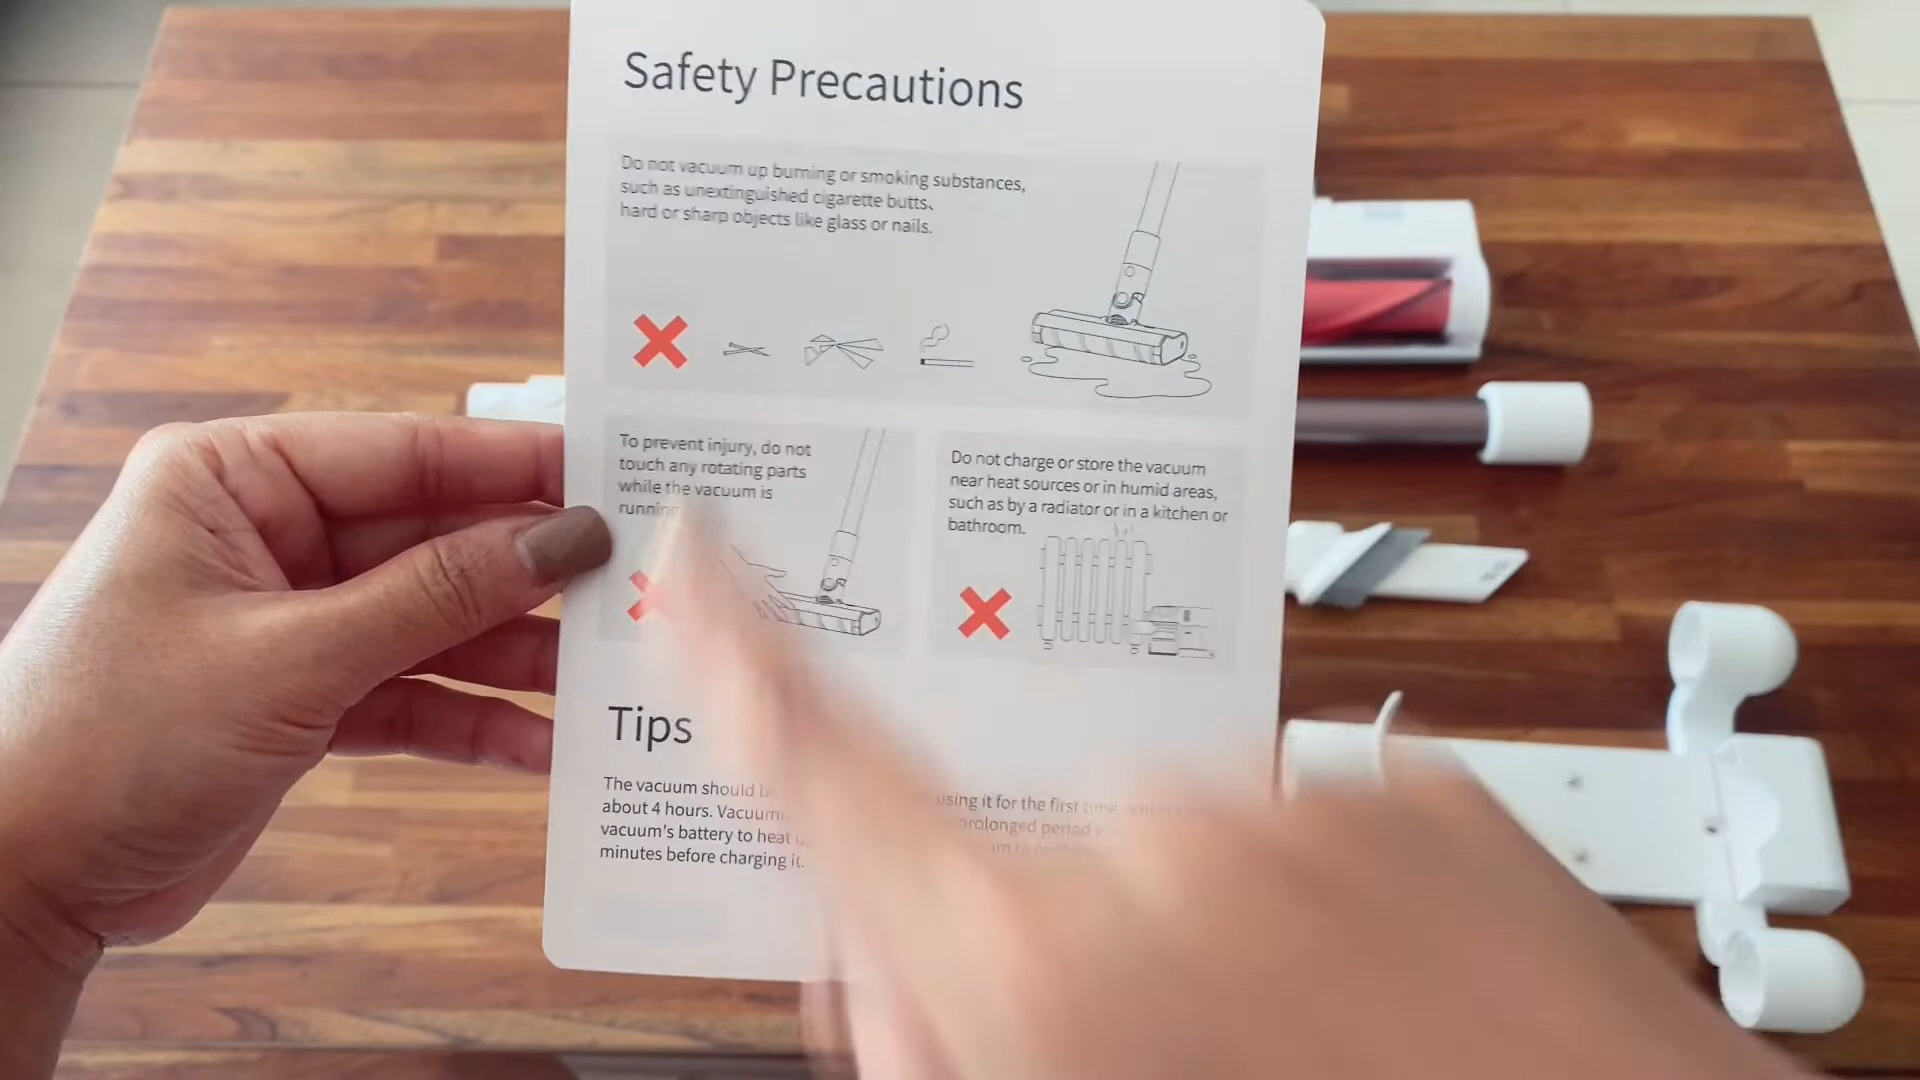 Safety Precautions
Do not vacuum up burning or smoking substances,
such as unextinguished cigarette butts,
hard or sharp objects like glass or nails.
To prevent injury, do not
touch any rotating parts
while the vacuum is
running
Do not charge or store the vacuum
near heat sources or in humid areas,
such as by a radiator or in a kitchen or
bathroom.
Tips
The vacuum should using it for the first time,
about 4 hours. prolonged period
vacuum's battery to heat
minutes before charging it.